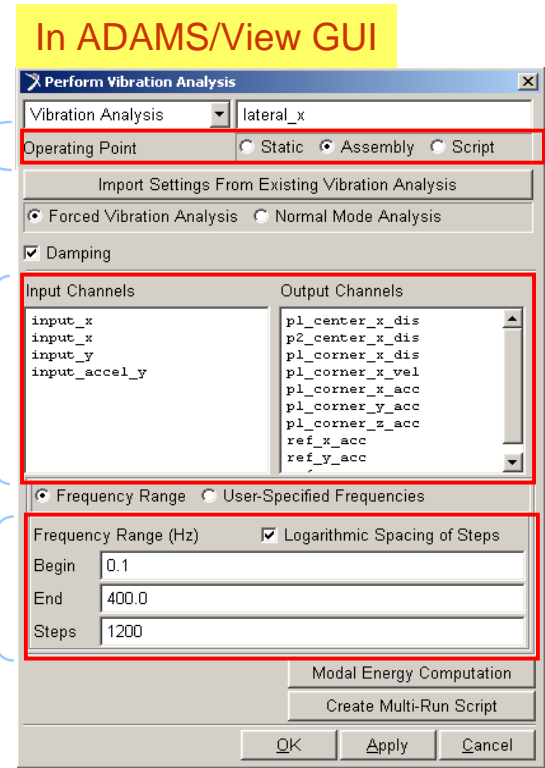 In ADAMS/View GUI
Perform Vibration Analysis
Vibration Analysis lateral_x
Operating Point Static Assembly Script
Import Settings From Existing Vibration Analysis
Forced Vibration Analysis Normal Mode Analysis
Damping
Input Channels Output Channels
input_x p1_center_x_dis
input_x p2_center_x_dis
input_y p1_corner_x_dis
input_accel_y p1_corner_x_vel
p1_corner_x_acc
p1_corner_y_acc
p1_corner_z_acc
ref_x_acc
ref_y_acc
Frequency Range User-Specified Frequencies
Frequency Range (Hz) Logarithmic Spacing of Steps
Begin 0.1
End 400.0
Steps 1200
Modal Energy Computation
Create Multi-Run Script
OK Apply Cancel